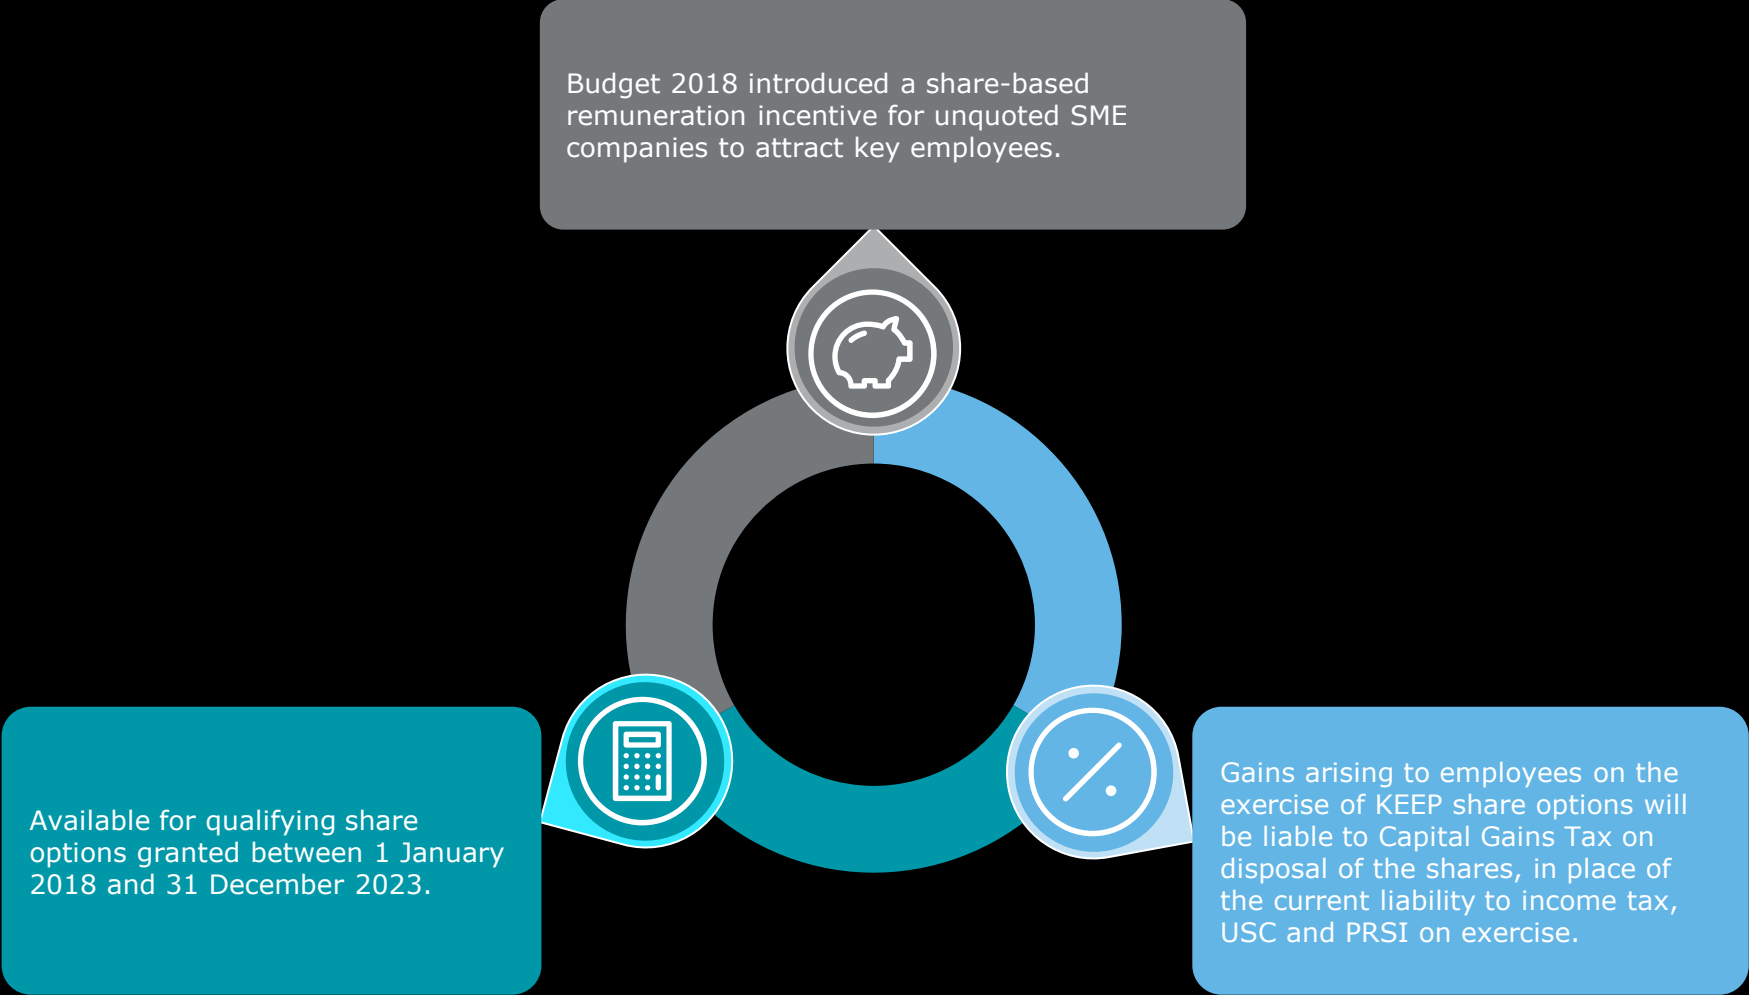 Budget 2018 introduced a share-based
remuneration incentive for unquoted SME
companies to attract key employees.
Available for qualifying share
options granted between 1 January
2018 and 31 December 2023.
Gains arising to employees on the
exercise of KEEP share options will
be liable to Capital Gains Tax on
disposal of the shares, in place of
the current liability to income tax,
USC and PRSI on exercise.